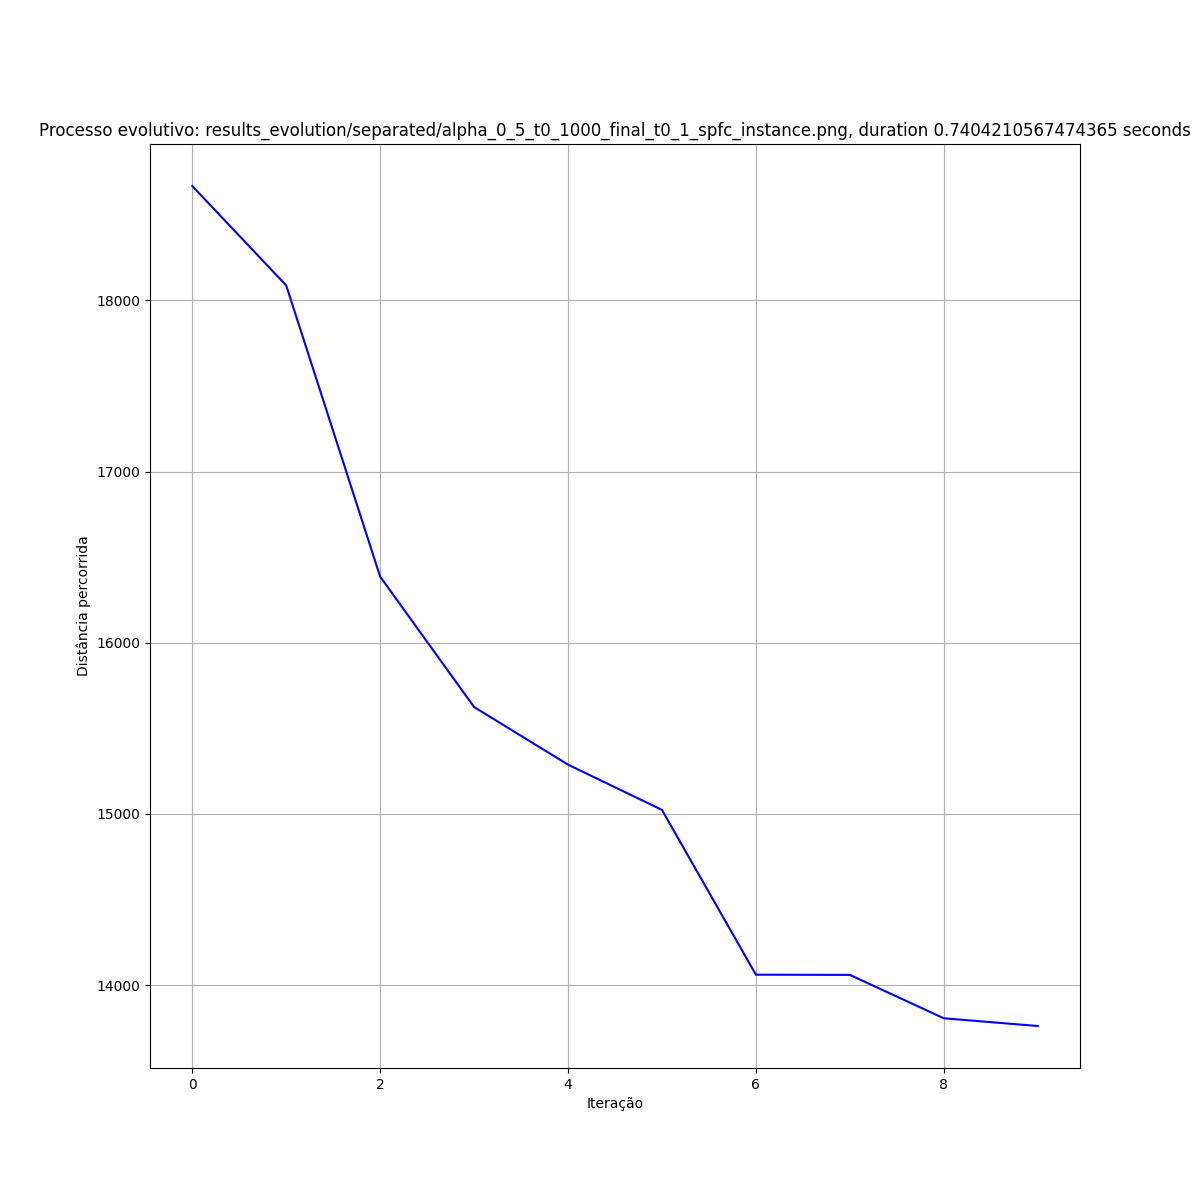 Processo evolutivo: results_evolution/separated/alpha_0_5_t0_1000_final_t0_1_spfc_instance.png, duration 0.7404210567474365 seconds
18000
17000
16000
15000
14000
Distância percorrida
0 2 4 6 8
Iteração